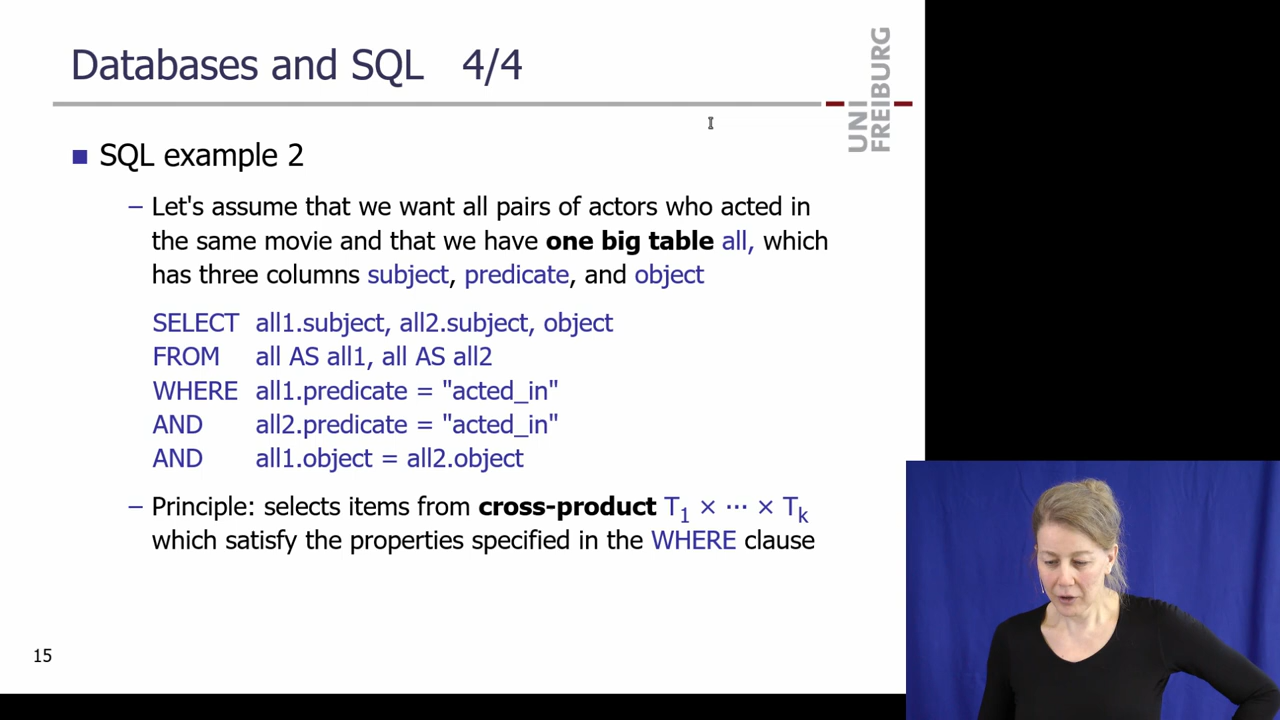 Databases and SQL 4/4
UNI
FREIBURG
SQL example 2
– Let's assume that we want all pairs of actors who acted in
the same movie and that we have one big table all, which
has three columns subject, predicate, and object
SELECT all1.subject, all2.subject, object
FROM all AS all1, all AS all2
WHERE all1.predicate = "acted_in"
AND all2.predicate = "acted_in"
AND all1.object = all2.object
– Principle: selects items from cross-product T1 × ··· × Tk
which satisfy the properties specified in the WHERE clause
15